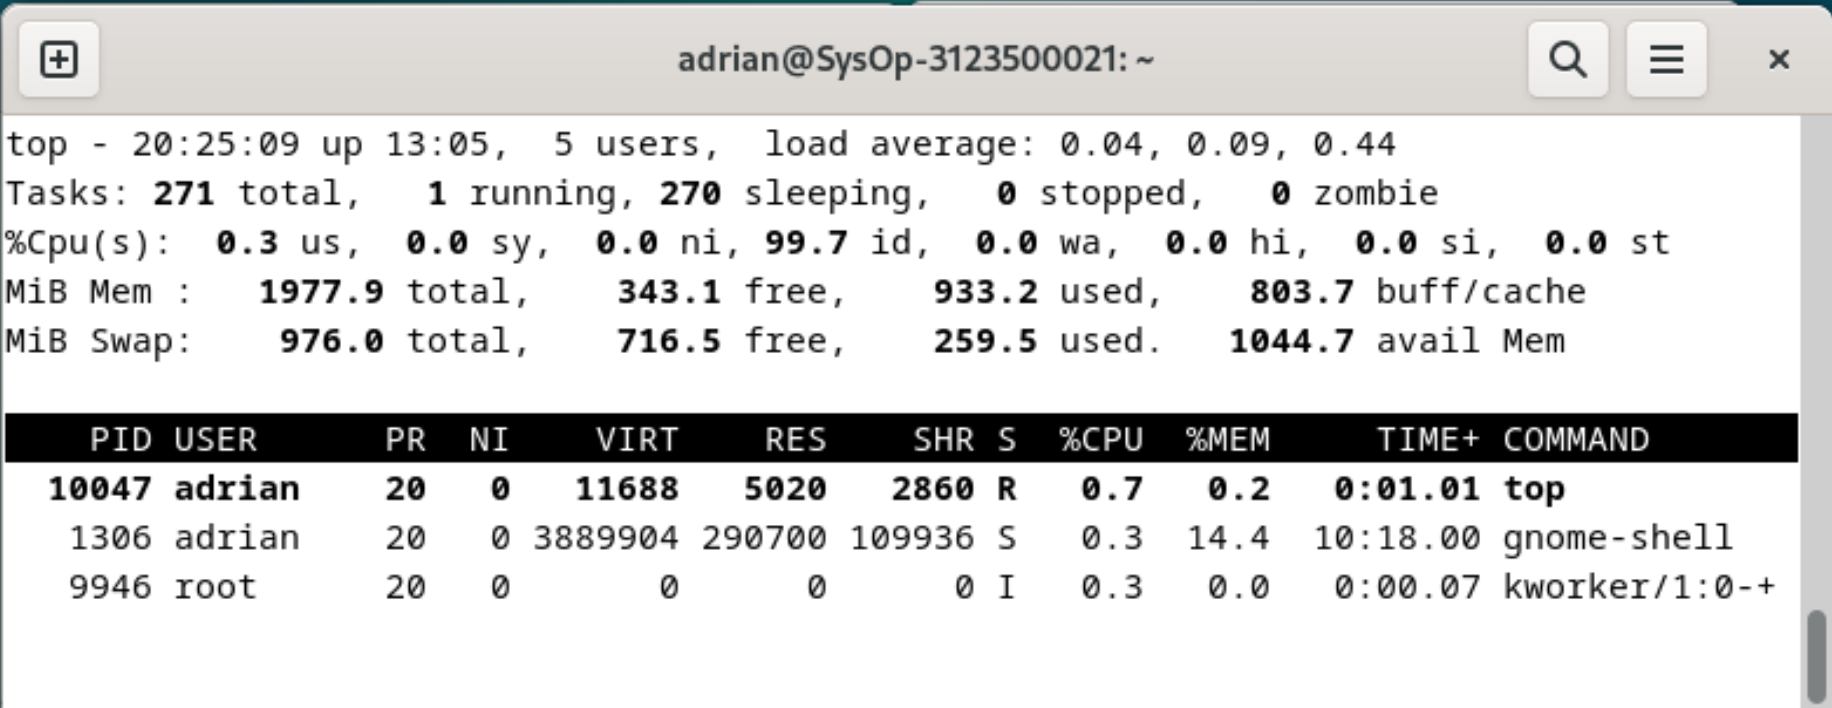 adrian@SysOp-3123500021: ~
top - 20:25:09 up 13:05,  5 users,  load average: 0.04, 0.09, 0.44
Tasks: 271 total,   1 running, 270 sleeping,   0 stopped,   0 zombie
%Cpu(s):  0.3 us,  0.0 sy,  0.0 ni, 99.7 id,  0.0 wa,  0.0 hi,  0.0 si,  0.0 st
MiB Mem :   1977.9 total,    343.1 free,    933.2 used,    803.7 buff/cache
MiB Swap:    976.0 total,    716.5 free,    259.5 used.   1044.7 avail Mem
    PID USER      PR  NI    VIRT    RES    SHR S  %CPU  %MEM     TIME+ COMMAND
  10047 adrian    20   0   11688   5020   2860 R   0.7   0.2   0:01.01 top
   1306 adrian    20   0 3889904 290700 109936 S   0.3  14.4  10:18.00 gnome-shell
   9946 root      20   0       0      0      0 I   0.3   0.0   0:00.07 kworker/1:0-+